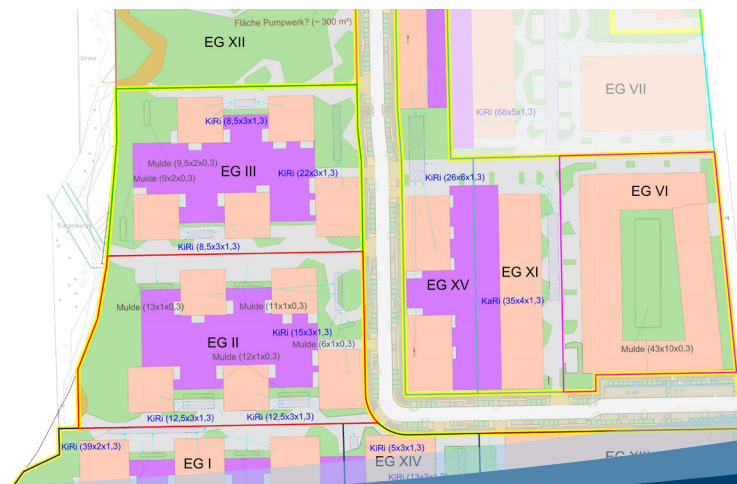 Fläche Pumpwerk? (~ 300 m²)
EG XII
Strand
EG VII
KiRi (68x5x1,3)
KiRi (8,5x3x1,3)
Mulde (9,5x2x0,3)
EG III
KiRi (22x3x1,3)
Mulde (9x2x0,3)
KiRi (26x6x1,3)
EG VI
KiRi (8,5x3x1,3)
EG XV
EG XI
Mulde (13x1x0,3)
Mulde (11x1x0,3)
KaRi (35x4x1,3)
KiRi (15x3x1,3)
EG II
Mulde (6x1x0,3)
Mulde (12x1x0,3)
Mulde (43x10x0,3)
KiRi (12,5x3x1,3)
KiRi (12,5x3x1,3)
KiRi (39x2x1,3)
KiRi (5x3x1,3)
EG I
EG XIV